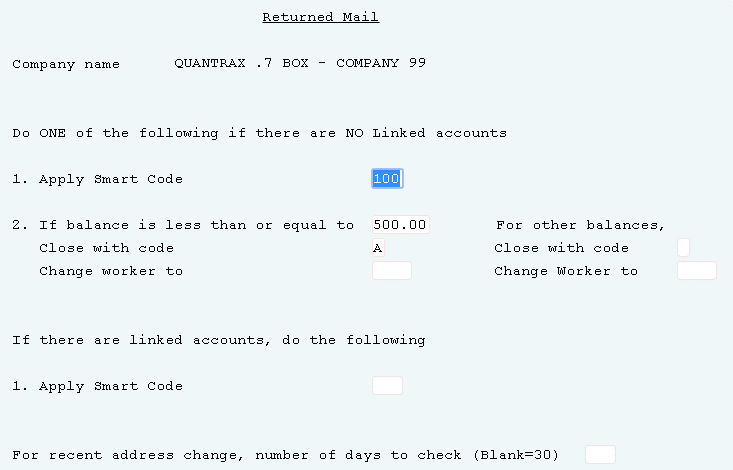 Returned Mail
Company name QUANTRAX .7 BOX - COMPANY 99
Do ONE of the following if there are NO Linked accounts
1. Apply Smart Code 100
2. If balance is less than or equal to 500.00 For other balances,
Close with code A Close with code
Change worker to Change Worker to
If there are linked accounts, do the following
1. Apply Smart Code
For recent address change, number of days to check (Blank=30)